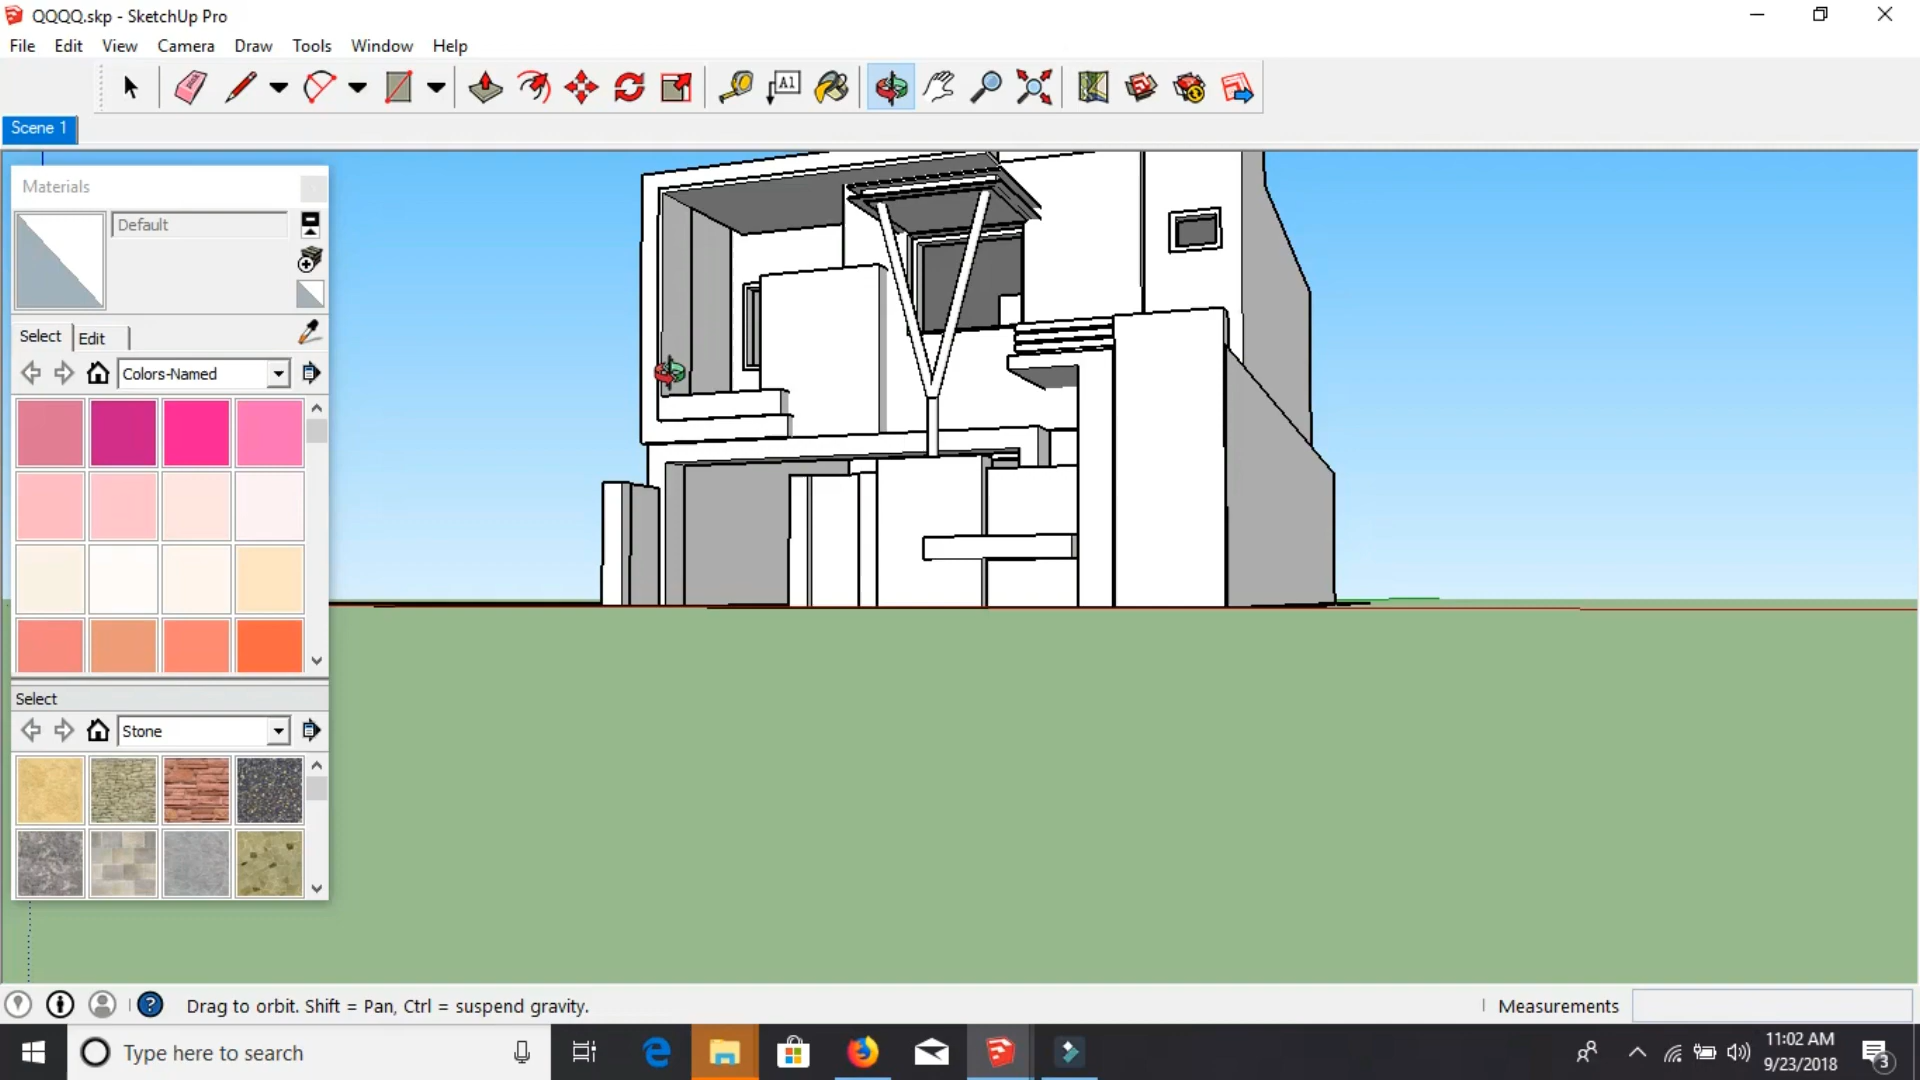 QQQQ.skp - SketchUp Pro
File Edit View Camera Draw Tools Window Help
A1
Scene 1
Materials
Default
Select Edit
Colors-Named
Select
Stone
Drag to orbit. Shift = Pan, Ctrl = suspend gravity.
Measurements
Type here to search
11:02 AM
9/23/2018
3